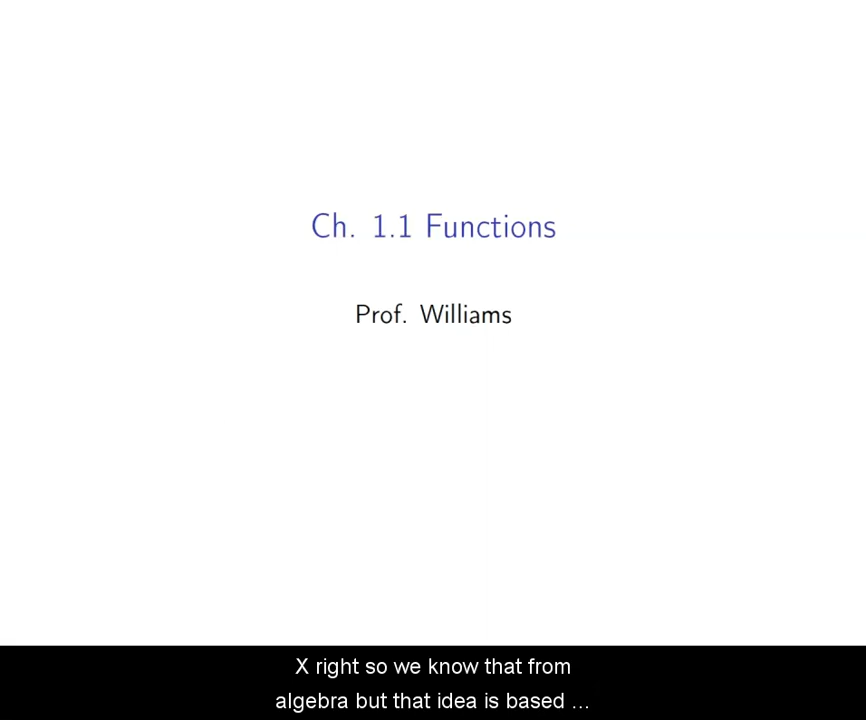 Ch. 1.1 Functions
Prof. Williams
X right so we know that from
algebra but that idea is based ...